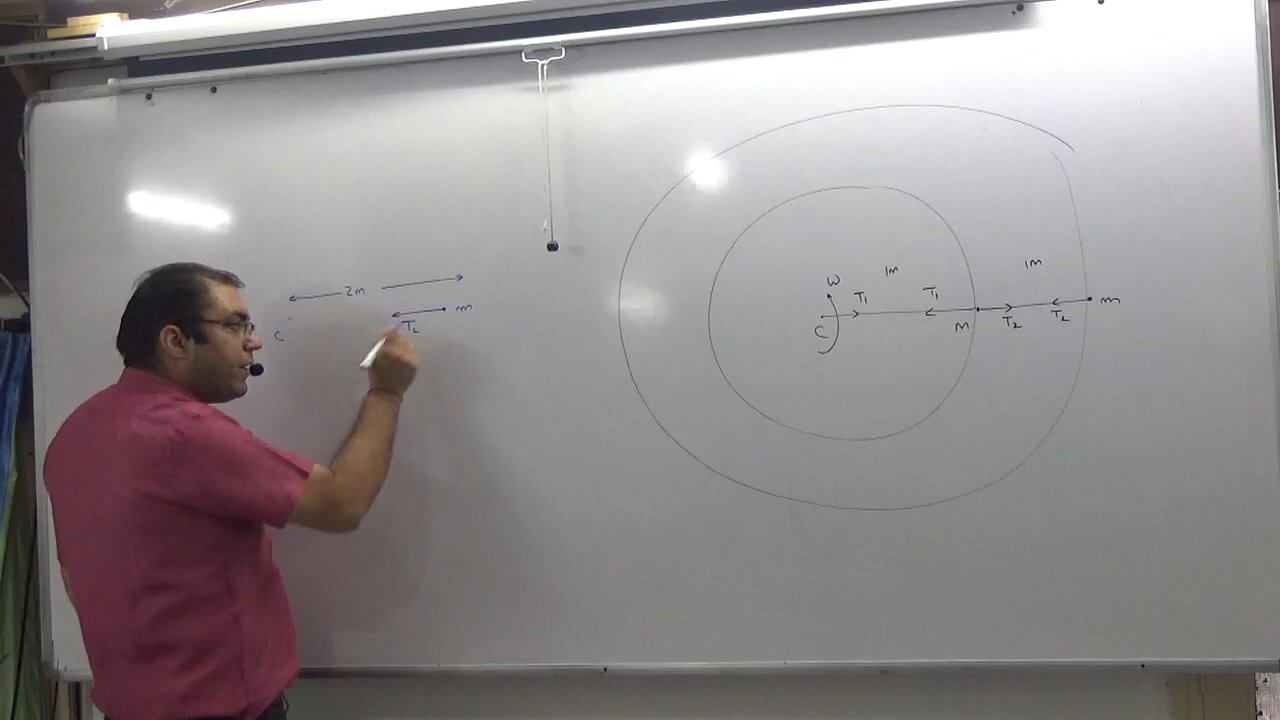 2m
T2 m
C
W 1m 1m
T1 T1
C m T2 T2 m